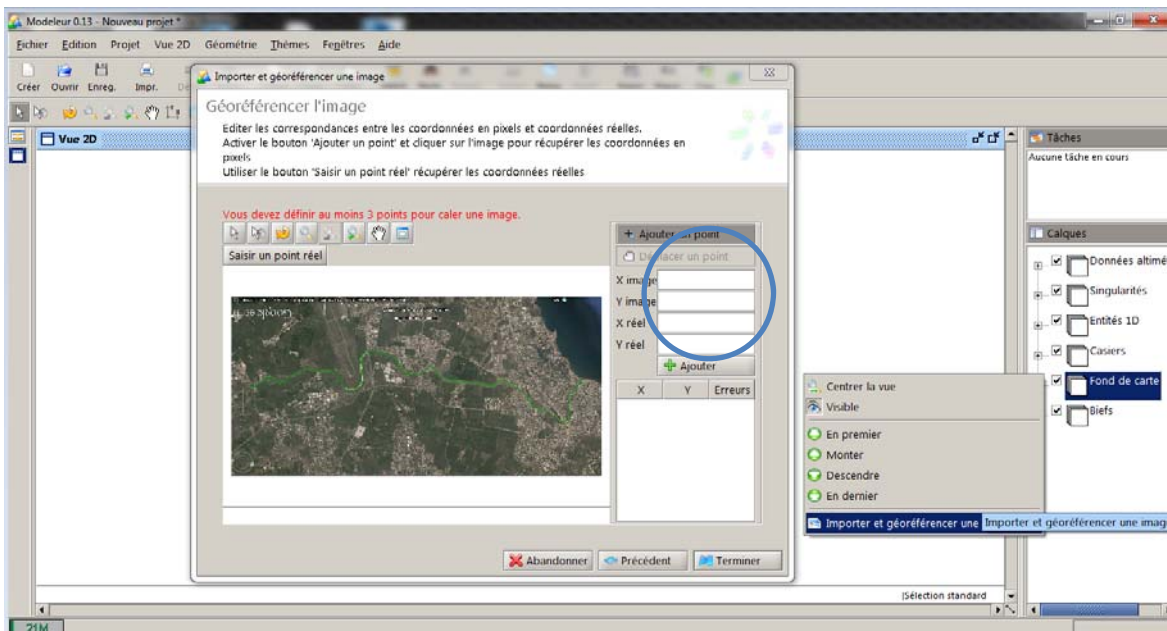 Modeleur 0.13 - Nouveau projet *
Fichier Edition Projet Vue 2D Géométrie Thèmes Fenêtres Aide
Créer Ouvrir Enreg. Impr.
Vue 2D
Importer et géoréférencer une image
Géoréférencer l'image
Editer les correspondances entre les coordonnées en pixels et coordonnées réelles.
Activer le bouton 'Ajouter un point' et cliquer sur l'image pour récupérer les coordonnées en
pixels
Utiliser le bouton 'Saisir un point réel' récupérer les coordonnées réelles
Vous devez définir au moins 3 points pour caler une image.
Saisir un point réel
Google
Ajouter un point
Déplacer un point
X image
Y image
X réel
Y réel
Ajouter
X Y Erreurs
Abandonner Précédent Terminer
Tâches
Aucune tâche en cours
Calques
Données altimé
Singularités
Entités 1D
Casiers
Fond de carte
Biefs
Centrer la vue
Visible
En premier
Monter
Descendre
En dernier
Importer et géoréférencer une Importer et géoréférencer une imag
Sélection standard
21M